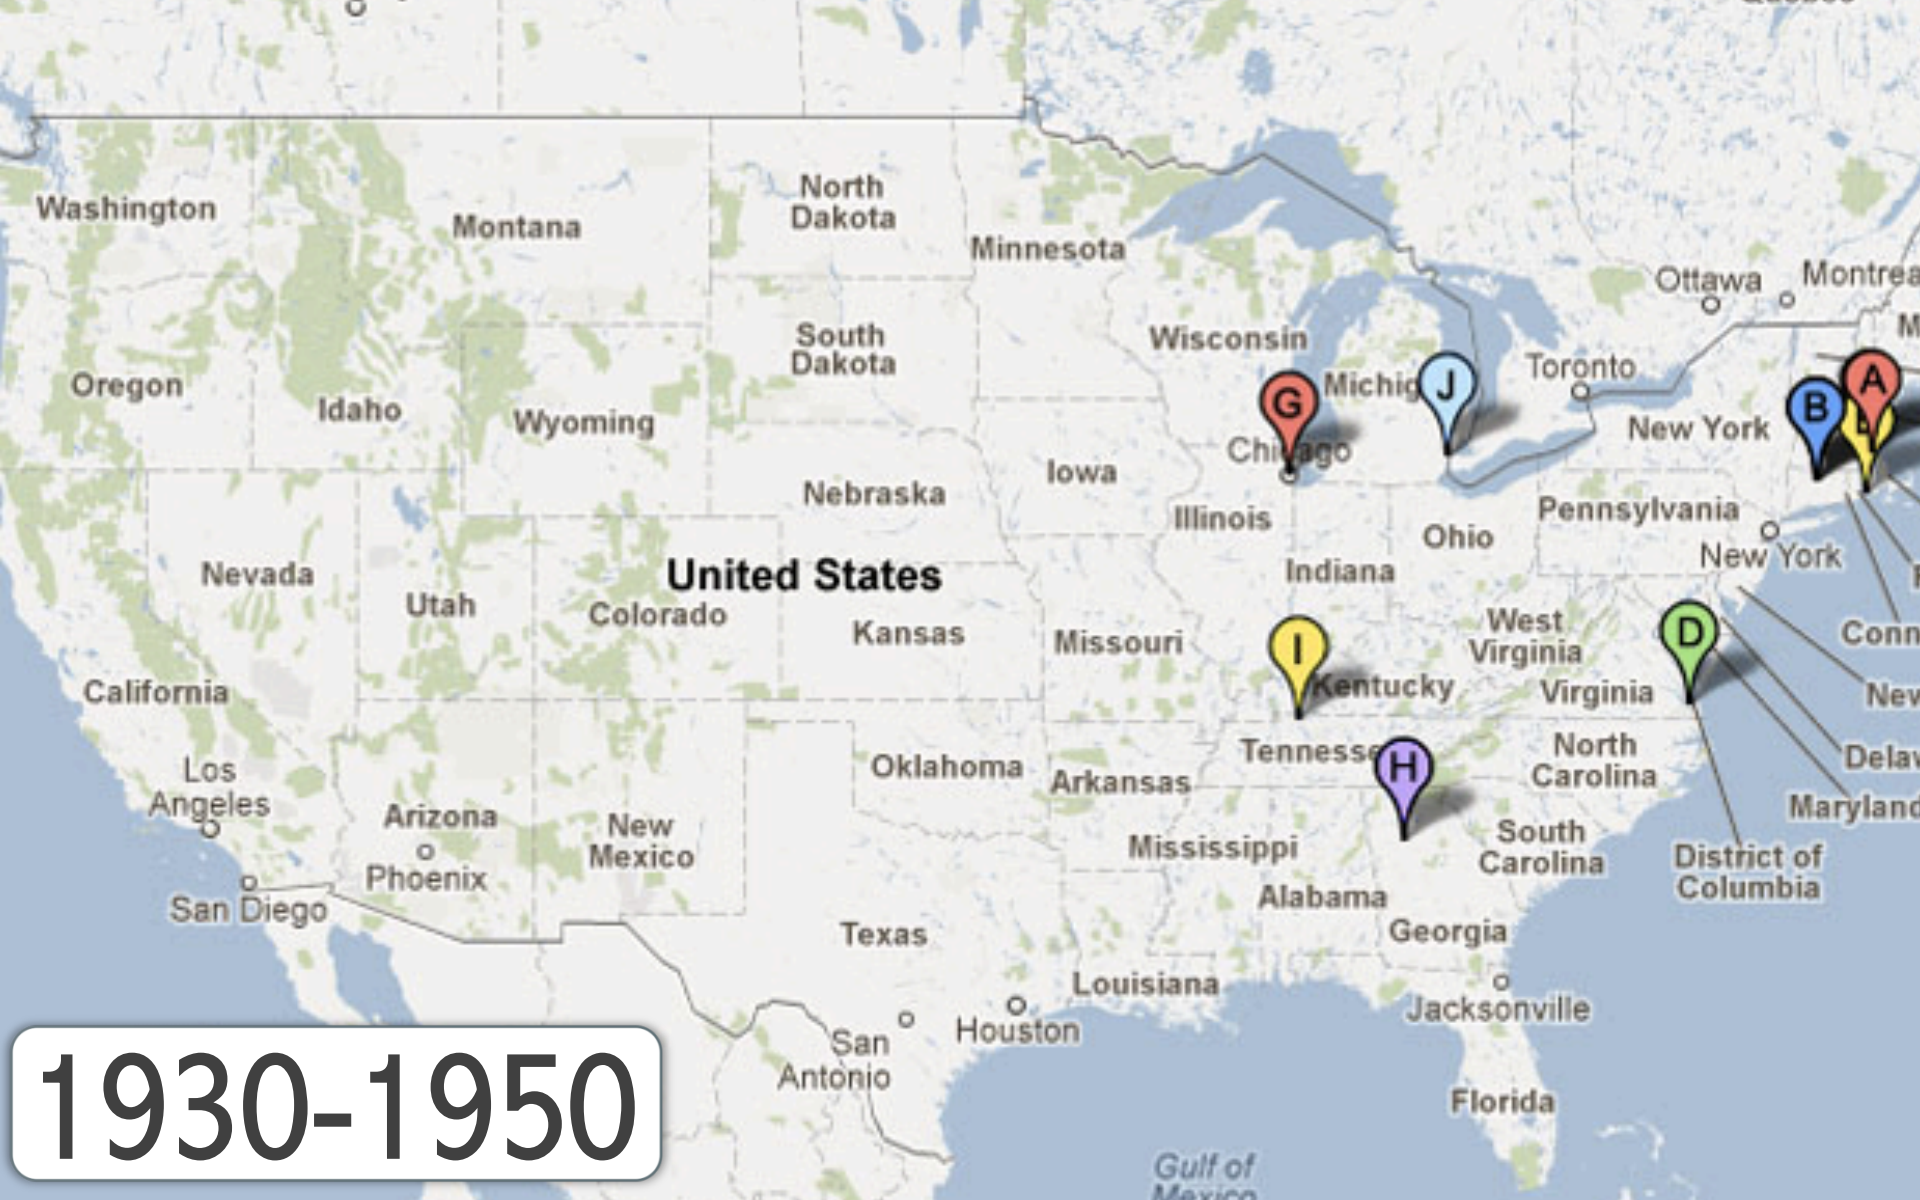 Ottawa
Montrea
Washington
Montana
North
Dakota
Minnesota
Oregon
Idaho
Wyoming
South
Dakota
Wisconsin
Toronto
J
G
A
B
New York
Iowa
Nebraska
Illinois
Ohio
Pennsylvania
New York
Nevada
Utah
United States
Colorado
Kansas
Missouri
Indiana
West
Virginia
D
I
Conn
California
Kentucky
Virginia
New
Los
Angeles
Arizona
Phoenix
New
Mexico
Oklahoma
Arkansas
H
North
Carolina
Delaw
Maryland
San Diego
Texas
Mississippi
Alabama
South
Carolina
Georgia
District of
Columbia
Louisiana
Jacksonville
San
Antonio
Houston
Florida
Gulf of
Mexico
1930-1950